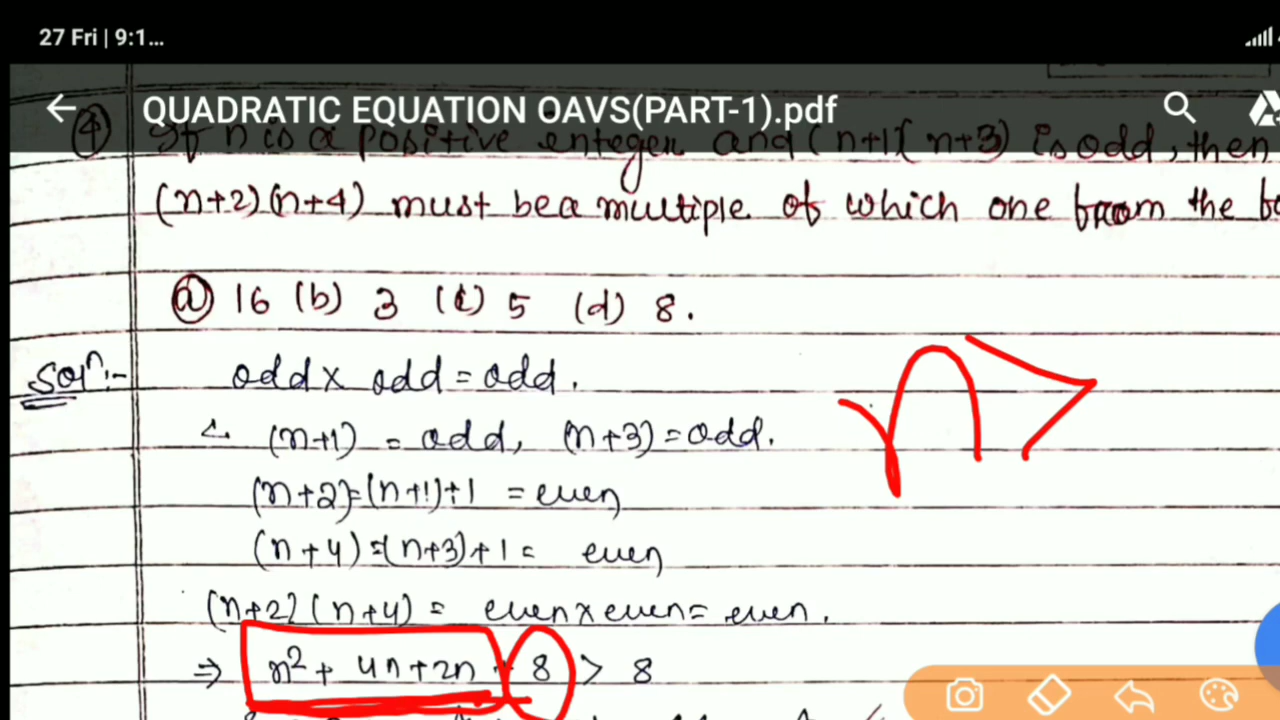 27 Fri | 9:1...
QUADRATIC EQUATION OAVS(PART-1).pdf
(4) If n is a positive entegen and (n+1)(n+3) is odd, then
(n+2)(n+4) must be a multiple of which one from the
(a) 16 (b) 3 (c) 5 (d) 8.
Solⁿ:- odd x odd = odd.
∴ (n+1) = odd, (n+3) = odd.
(n+2)=(n+1)+1 = even
(n+4)=(n+3)+1= even
(n+2)(n+4) = even x even = even.
⇒ n² + 4n+2n + 8 > 8
n >